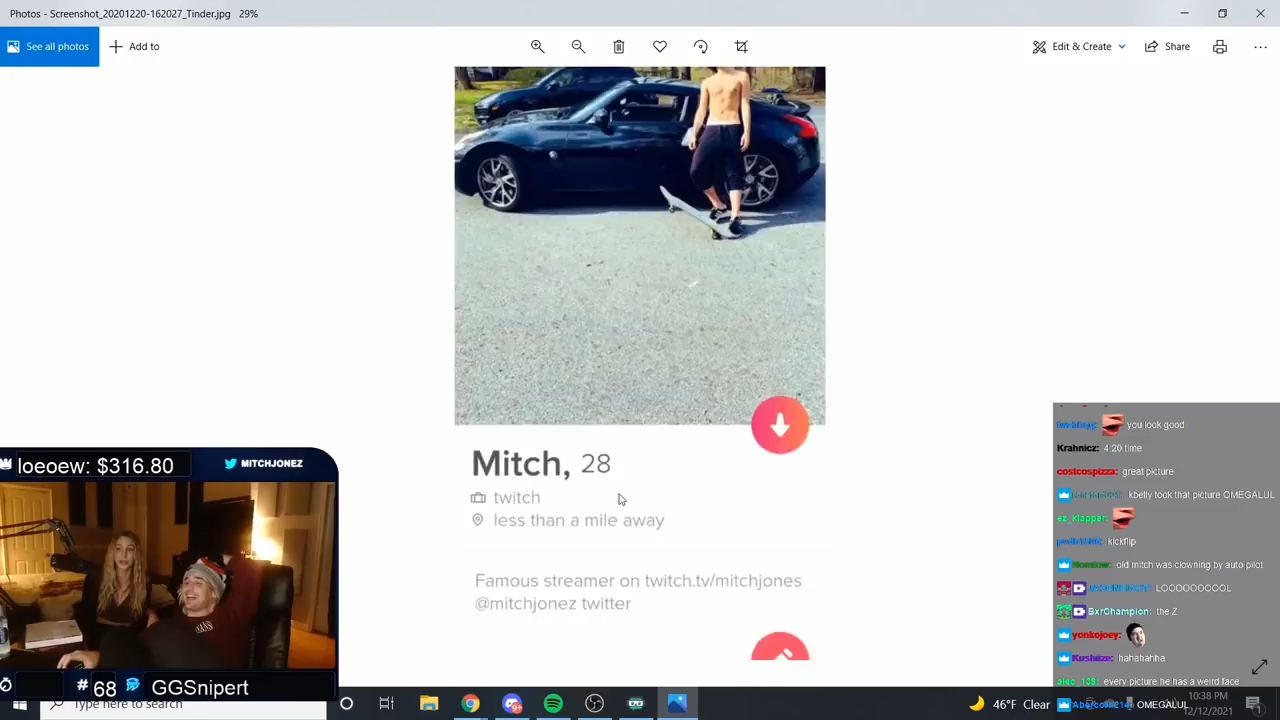 Photos - Screenshot_20201220-162027_Tinder.jpg 29%
See all photos
Add to
Edit & Create
Share
Mitch, 28
twitch
less than a mile away
Famous streamer on twitch.tv/mitchjones
@mitchjonez twitter
loeoew: $316.80
MITCHJONEZ
# 68
GGSnipert
you look good
Krahnicz: 4:20 time
costcospizza: great picture
kbelly took that picture OMEGALUL
ez_klapper:
kickflip
old mitch was clowning by auto pilot
LOOOOOOOOL
BxrChampion: the Z
yonkojoey:
Kushiize: hahahahha
every picture he has a weird face
OMEGALUL
Type here to search
46°F Clear
10:38 PM
12/12/2021